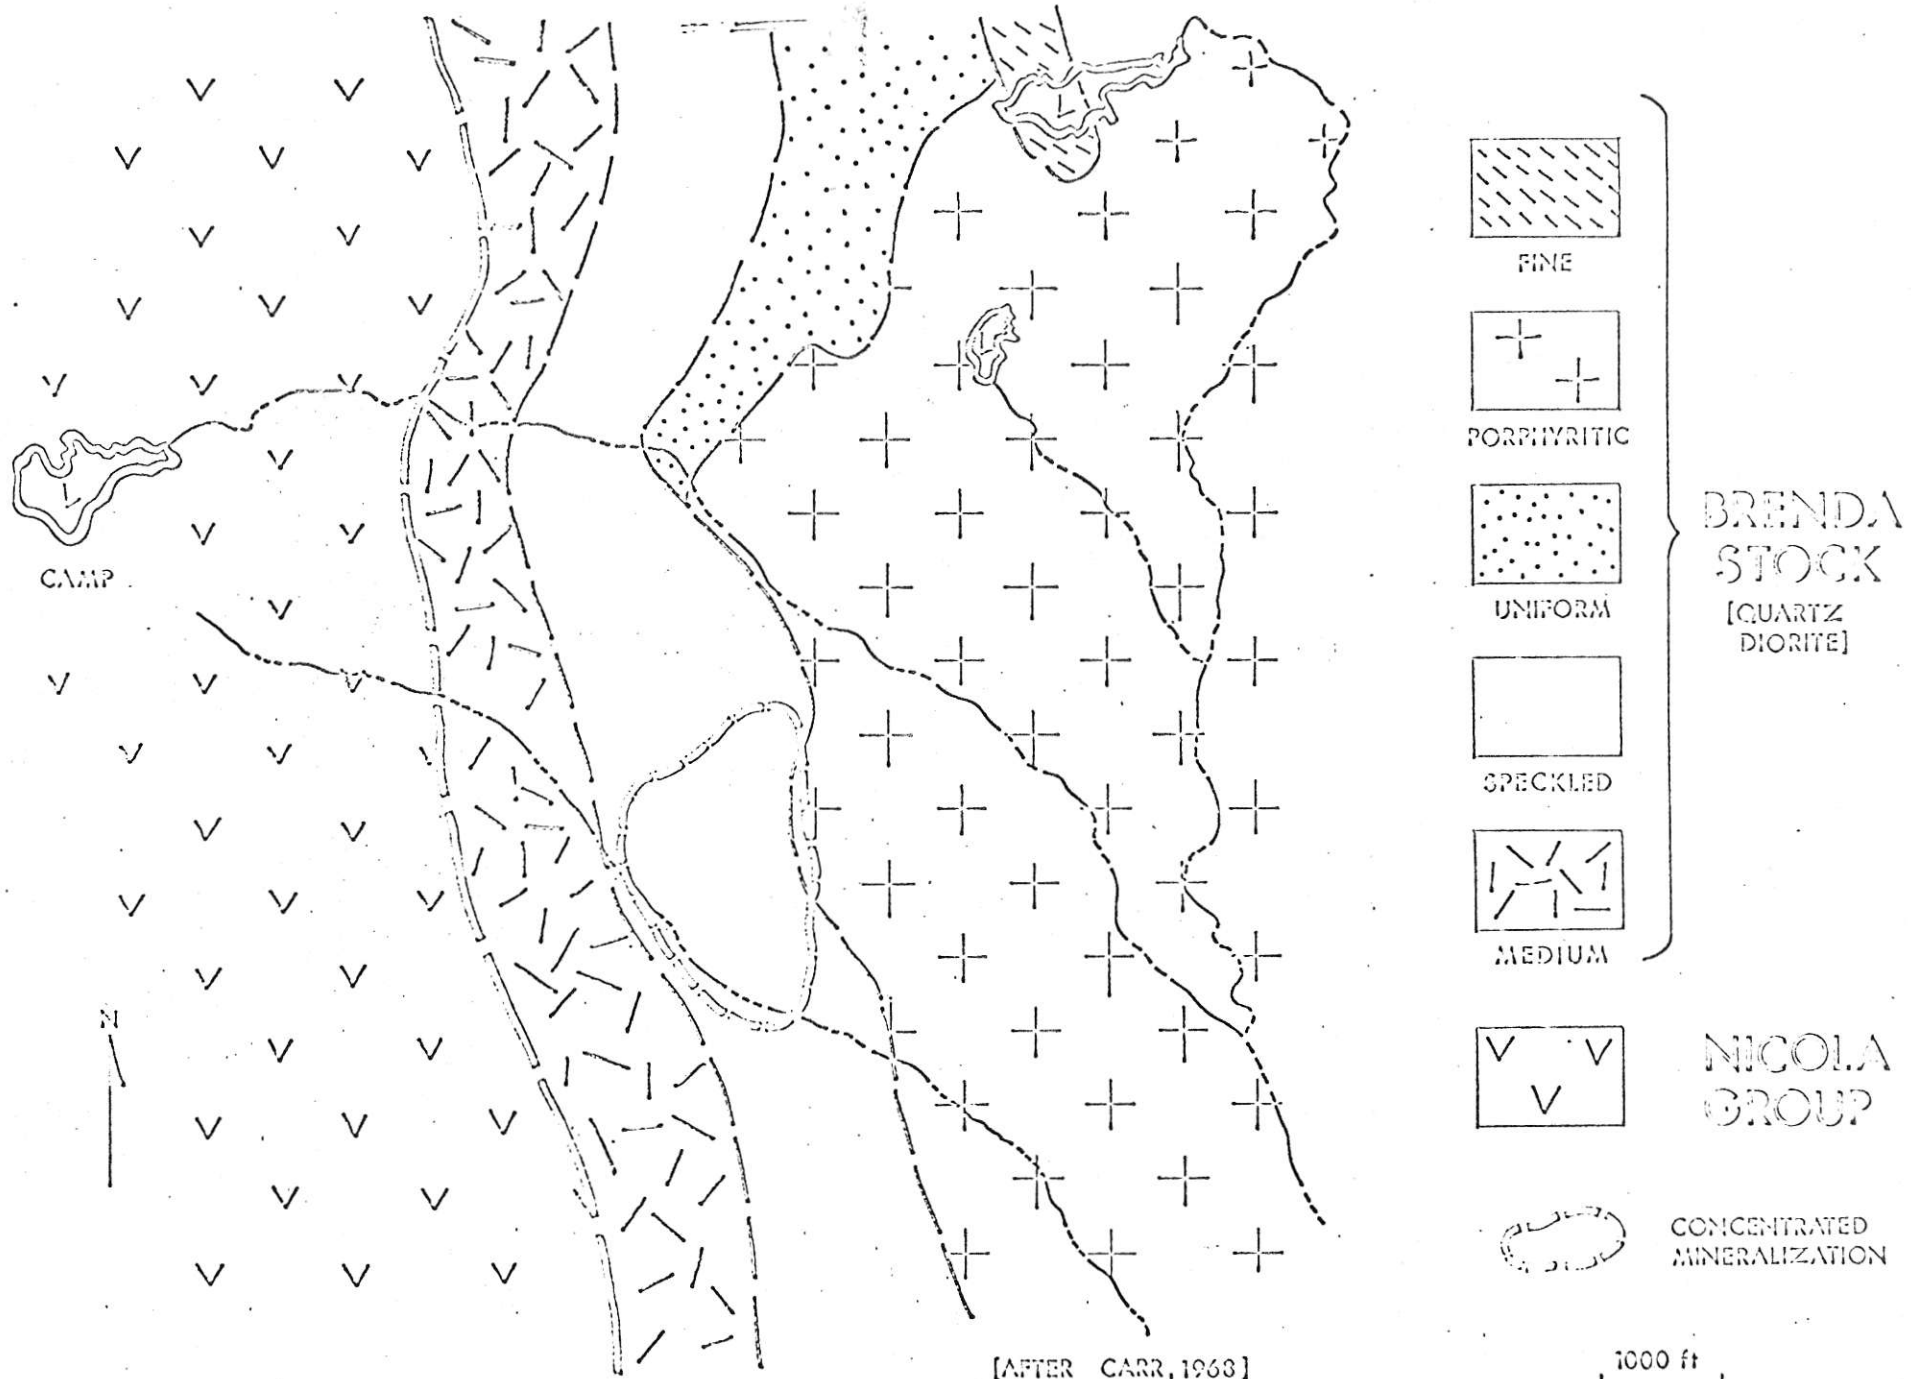 L
FINE
PORPHYRITIC
L
L
BRENDA
STOCK
CAMP
UNIFORM
[QUARTZ
DIORITE]
SPECKLED
MEDIUM
N
NICOLA
GROUP
CONCENTRATED
MINERALIZATION
[AFTER CARR, 1968]
1000 ft